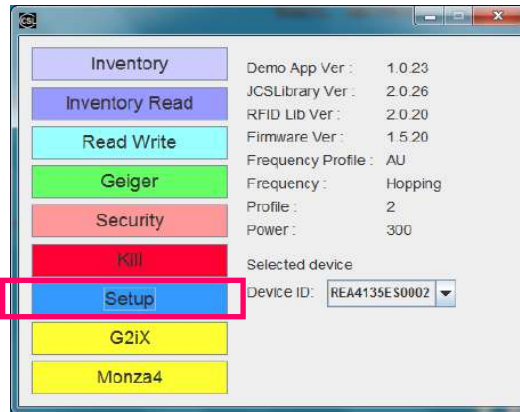 CSL
Inventory
Inventory Read
Read Write
Geiger
Security
Kill
Setup
G2iX
Monza4
Demo App Ver : 1.0.23
JCSLibrary Ver : 2.0.26
RFID Lib Ver : 2.0.20
Firmware Ver : 1.5.20
Frequency Profile : AU
Frequency : Hopping
Profile : 2
Power : 300
Selected device
Device ID: REA4135ES0002